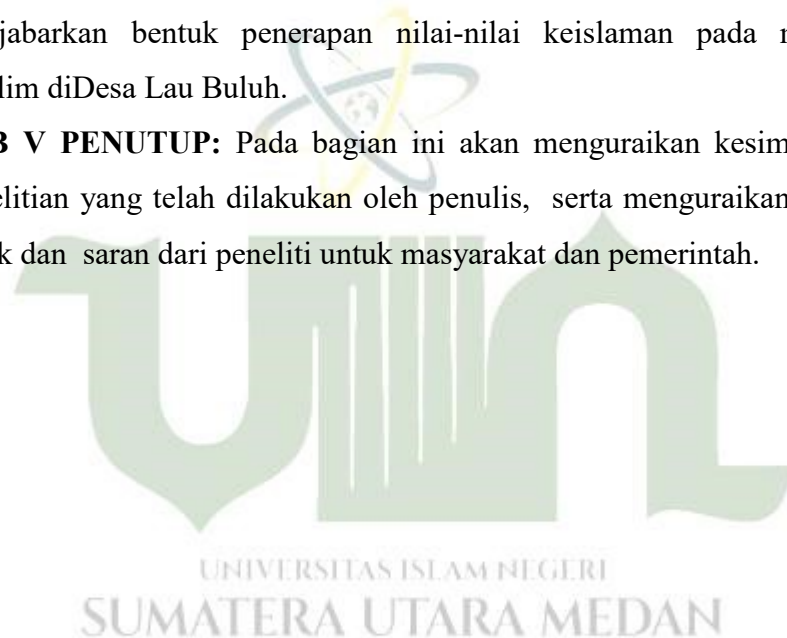 jabarkan bentuk penerapan nilai-nilai keislaman pada
lim diDesa Lau Buluh.
B V PENUTUP: Pada bagian ini akan menguraikan kesim
elitian yang telah dilakukan oleh penulis, serta menguraikan
k dan saran dari peneliti untuk masyarakat dan pemerintah.
UNIVERSITAS ISLAM NEGERI
SUMATERA UTARA MEDAN